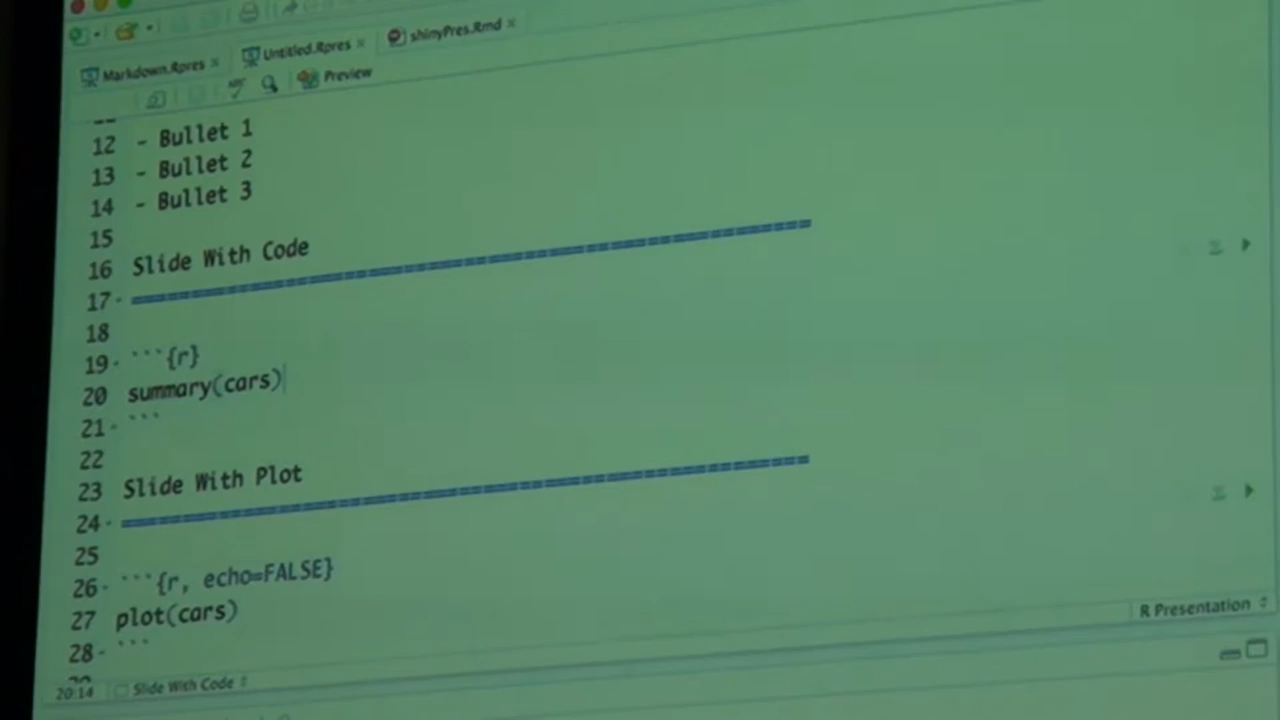 Markdown.Rpres × Untitled.Rpres × shinyPres.Rmd ×
ABC Preview
12 - Bullet 1
13 - Bullet 2
14 - Bullet 3
15
16 Slide With Code
17 ================================================================
18
19 ```{r}
20 summary(cars)
21 ```
22
23 Slide With Plot
24 ================================================================
25
26 ```{r, echo=FALSE}
27 plot(cars)
28 ```
20:14 Slide With Code R Presentation